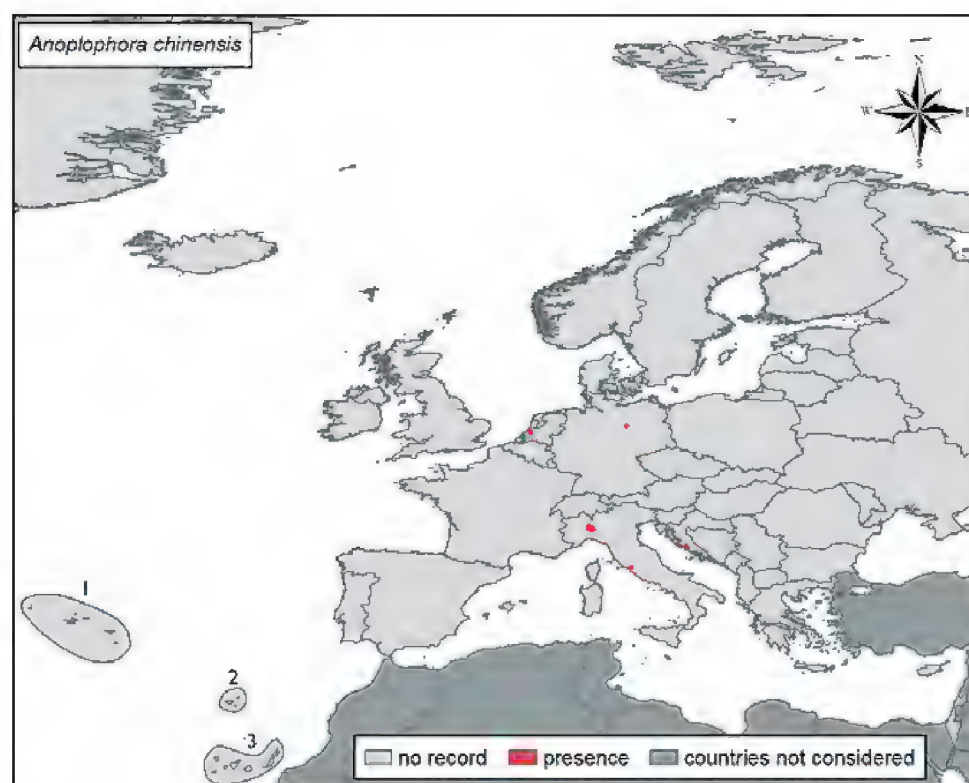 Anoplophora chinensis
N
W
E
S
1
2
3
no record
presence
countries not considered